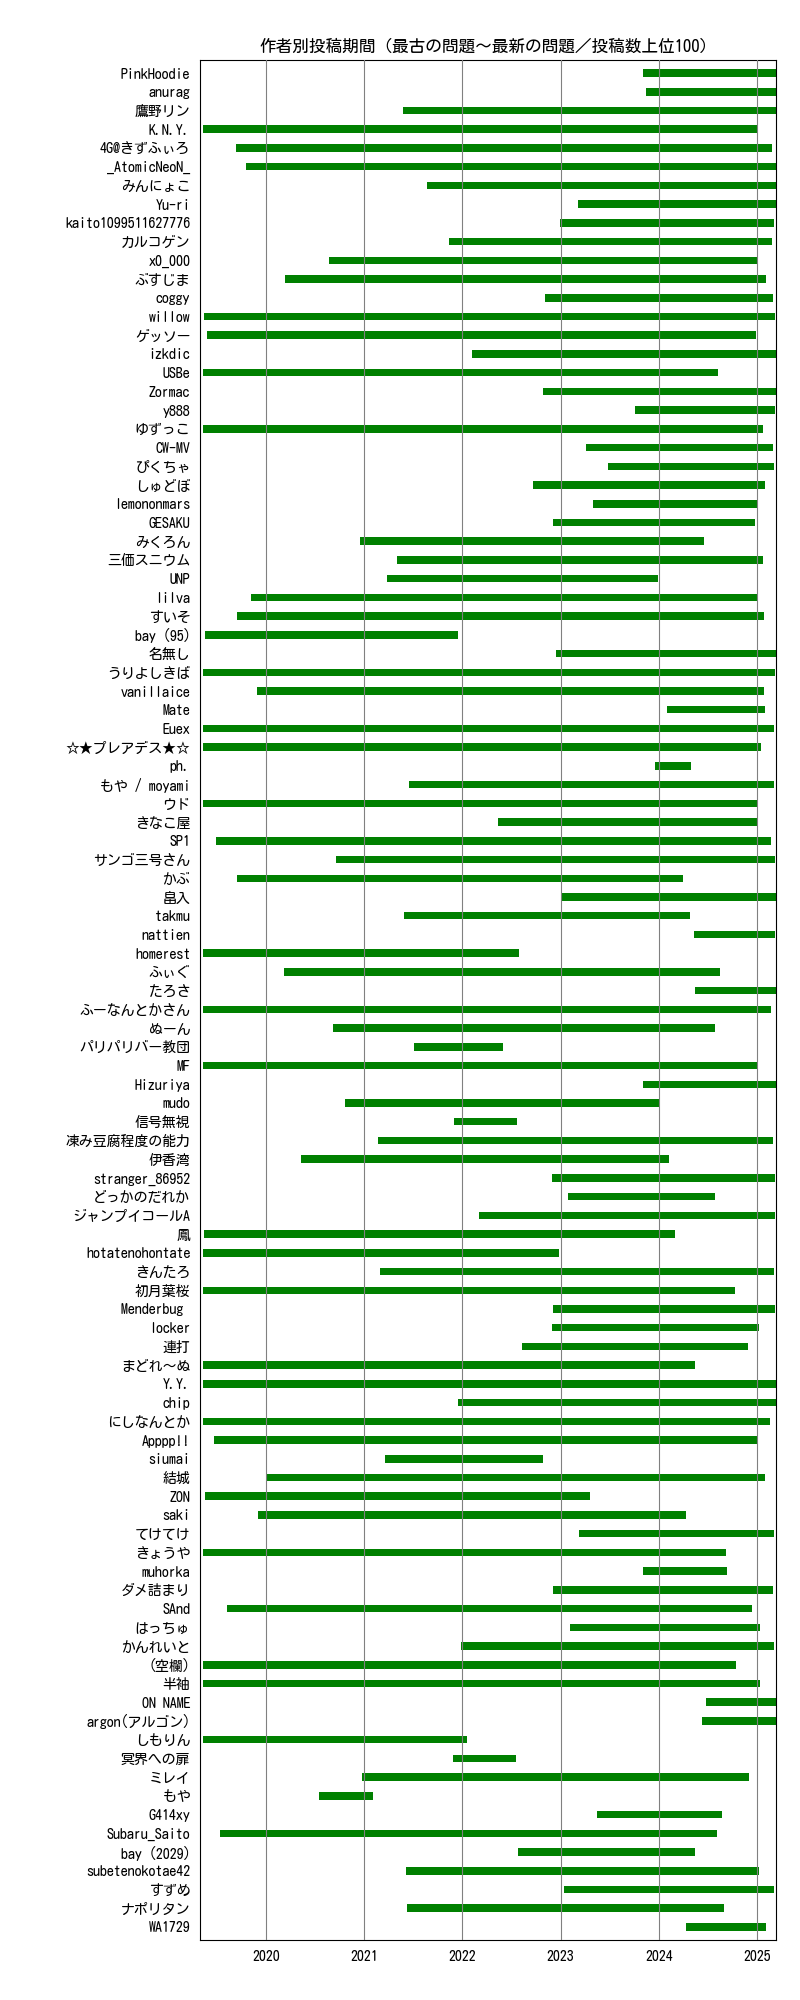 作者別投稿期間（最古の問題～最新の問題／投稿数上位100）
PinkHoodie
anurag
鷹野リン
K.N.Y.
4G@きずふぃろ
_AtomicNeoN_
みんにょこ
Yu-ri
kaito1099511627776
カルコゲン
x0_000
ぶすじま
coggy
willow
ゲッソー
izkdic
USBe
Zormac
y888
ゆずっこ
CW-MV
ぴくちゃ
しゅどぼ
lemononmars
GESAKU
みくろん
三価スニウム
UNP
lilva
すいそ
bay (95)
名無し
うりよしきば
vanillaice
Mate
Euex
☆★プレアデス★☆
ph.
もや / moyami
ウド
きなこ屋
SP1
サンゴ三号さん
かぶ
畠入
takmu
nattien
homerest
ふぃぐ
たろさ
ふーなんとかさん
ぬーん
パリパリバー教団
MF
Hizuriya
mudo
信号無視
凍み豆腐程度の能力
伊香湾
stranger_86952
どっかのだれか
ジャンプイコールA
鳳
hotatenohontate
きんたろ
初月葉桜
Menderbug
locker
連打
まどれ～ぬ
Y.Y.
chip
にしなんとか
Appppll
siumai
結城
ZON
saki
てけてけ
きょうや
muhorka
ダメ詰まり
SAnd
はっちゅ
かんれいと
(空欄)
半袖
ON NAME
argon(アルゴン)
しもりん
冥界への扉
ミレイ
もや
G414xy
Subaru_Saito
bay (2029)
subetenokotae42
すずめ
ナポリタン
WA1729
2020 2021 2022 2023 2024 2025